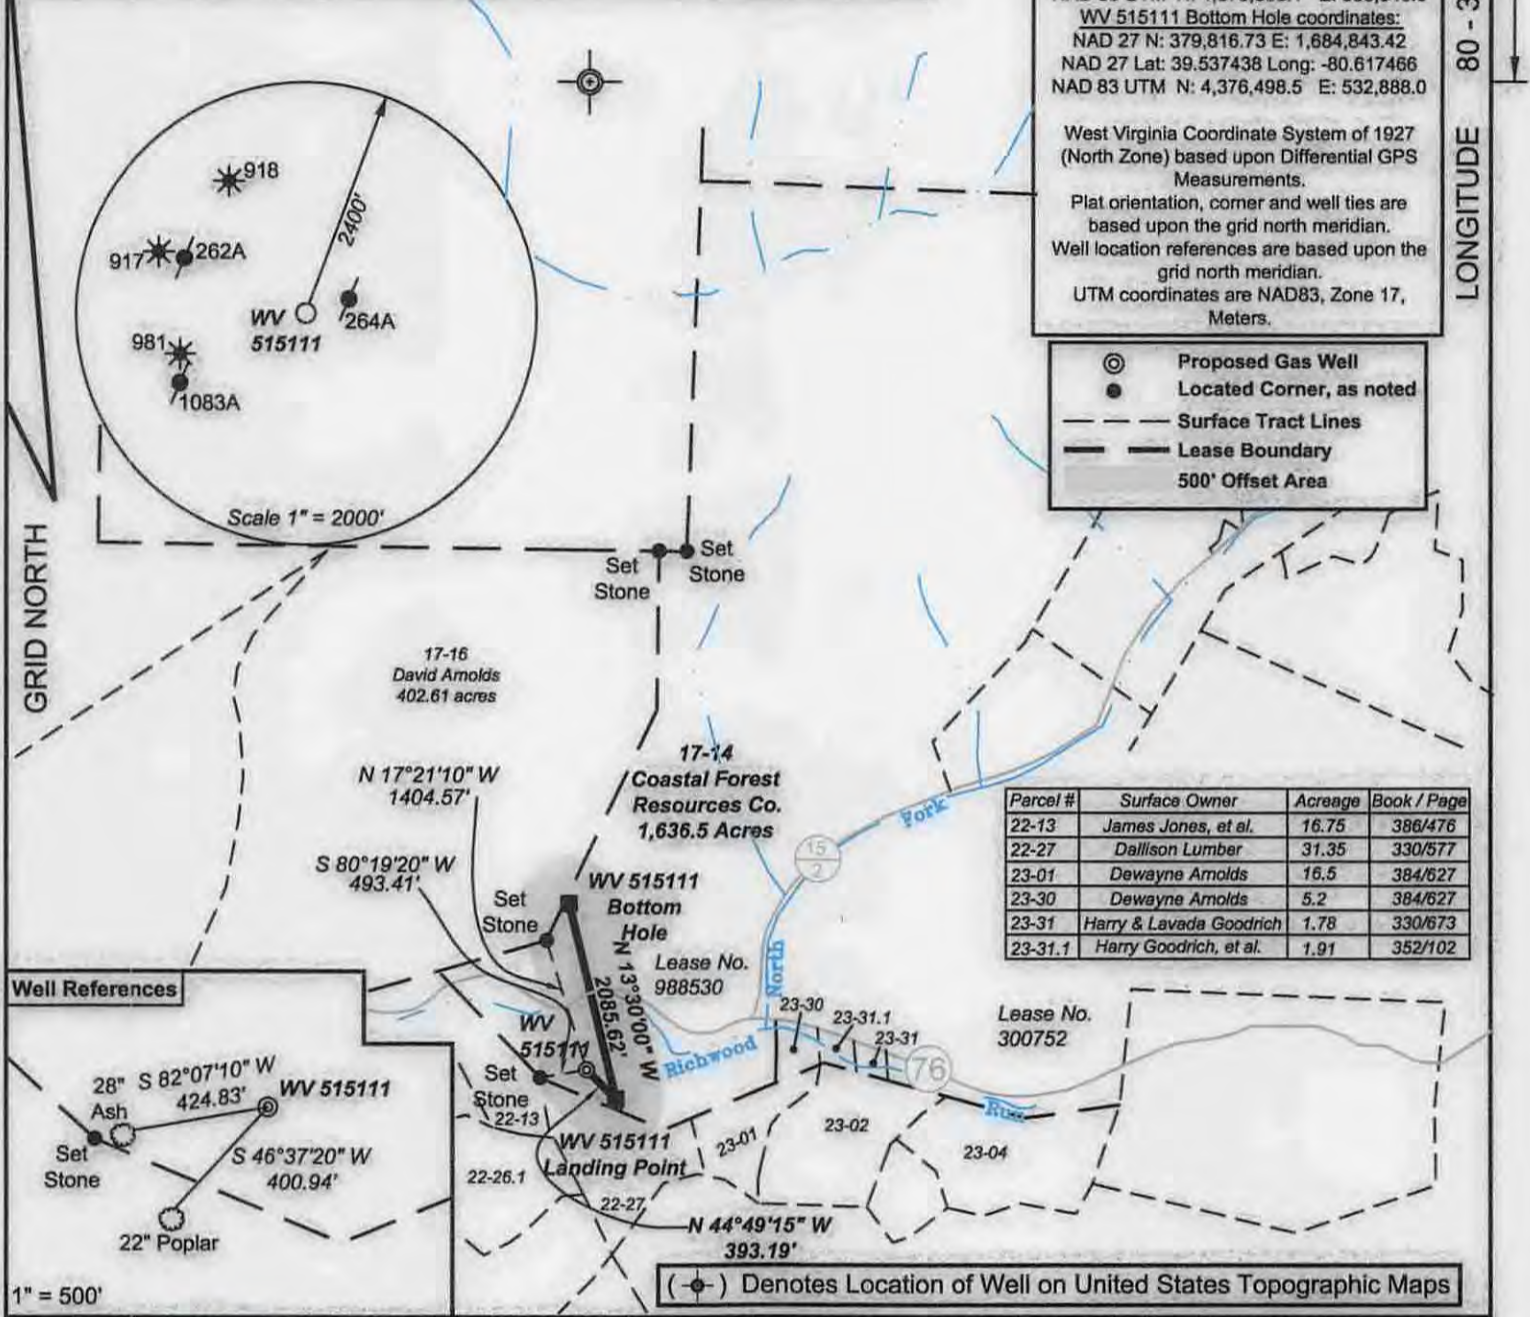 WV 515111 Bottom Hole coordinates:
NAD 27 N: 379,816.73 E: 1,684,843.42
NAD 27 Lat: 39.537438 Long: -80.617466
NAD 83 UTM N: 4,376,498.5 E: 532,888.0
West Virginia Coordinate System of 1927
(North Zone) based upon Differential GPS
Measurements.
Plat orientation, corner and well ties are
based upon the grid north meridian.
Well location references are based upon the
grid north meridian.
UTM coordinates are NAD83, Zone 17,
Meters.
LONGITUDE 80 - 3
Proposed Gas Well
Located Corner, as noted
Surface Tract Lines
Lease Boundary
500' Offset Area
918
2400'
917
262A
WV
515111
264A
981
1083A
Scale 1" = 2000'
GRID NORTH
Set
Stone
Set
Stone
17-16
David Arnolds
402.61 acres
N 17°21'10" W
1404.57'
S 80°19'20" W
493.41'
17-14
Coastal Forest
Resources Co.
1,636.5 Acres
15
2
Fork
North
Parcel # Surface Owner Acreage Book / Page
22-13 James Jones, et al. 16.75 386/476
22-27 Dallison Lumber 31.35 330/577
23-01 Dewayne Arnolds 16.5 384/627
23-30 Dewayne Arnolds 5.2 384/627
23-31 Harry & Lavada Goodrich 1.78 330/673
23-31.1 Harry Goodrich, et al. 1.91 352/102
WV 515111
Bottom
Hole
Set
Stone
N 13°30'00" W
2085.62'
Lease No.
988530
WV
515111
Richwood
Set
Stone
23-30
23-31.1
23-31
76
Run
Lease No.
300752
22-13
WV 515111
Landing Point
22-26.1
22-27
23-01
23-02
23-04
N 44°49'15" W
393.19'
Well References
28"
Ash
S 82°07'10" W
424.83'
WV 515111
Set
Stone
S 46°37'20" W
400.94'
22" Poplar
1" = 500'
( ) Denotes Location of Well on United States Topographic Maps